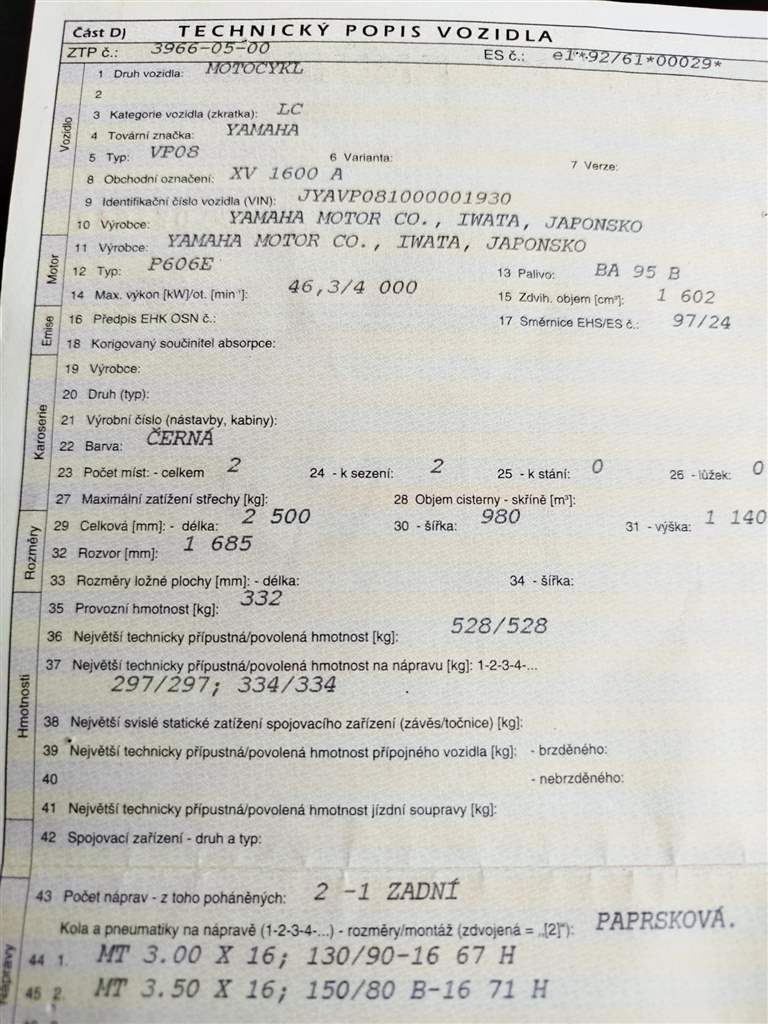 Část D) TECHNICKÝ POPIS VOZIDLA
ZTP č.: 3966-05-00 ES č.: e1*92/61*00029*
Vozidlo
1 Druh vozidla: MOTOCYKL
2
3 Kategorie vozidla (zkratka): LC
4 Tovární značka: YAMAHA
5 Typ: VP08 6 Varianta: 7 Verze:
8 Obchodní označení: XV 1600 A
9 Identifikační číslo vozidla (VIN): JYAVP081000001930
10 Výrobce: YAMAHA MOTOR CO., IWATA, JAPONSKO
Motor
11 Výrobce: YAMAHA MOTOR CO., IWATA, JAPONSKO
12 Typ: P606E 13 Palivo: BA 95 B
14 Max. výkon [kW]/ot. [min⁻¹]: 46,3/4 000 15 Zdvih. objem [cm³]: 1 602
Emise
16 Předpis EHK OSN č.: 17 Směrnice EHS/ES č.: 97/24
18 Korigovaný součinitel absorpce:
Karoserie
19 Výrobce:
20 Druh (typ):
21 Výrobní číslo (nástavby, kabiny):
22 Barva: ČERNÁ
23 Počet míst: - celkem 2 24 - k sezení: 2 25 - k stání: 0 26 - lůžek: 0
27 Maximální zatížení střechy [kg]: 28 Objem cisterny - skříně [m³]:
Rozměry
29 Celková [mm]: - délka: 2 500 30 - šířka: 980 31 - výška: 1 140
32 Rozvor [mm]: 1 685
33 Rozměry ložné plochy [mm]: - délka: 34 - šířka:
Hmotnosti
35 Provozní hmotnost [kg]: 332
36 Největší technicky přípustná/povolená hmotnost [kg]: 528/528
37 Největší technicky přípustná/povolená hmotnost na nápravu [kg]: 1-2-3-4-...
297/297; 334/334
38 Největší svislé statické zatížení spojovacího zařízení (závěs/točnice) [kg]:
39 Největší technicky přípustná/povolená hmotnost přípojného vozidla [kg]: - brzděného:
40 - nebrzděného:
41 Největší technicky přípustná/povolená hmotnost jízdní soupravy [kg]:
42 Spojovací zařízení - druh a typ:
Nápravy
43 Počet náprav - z toho poháněných: 2 -1 ZADNÍ
Kola a pneumatiky na nápravě (1-2-3-4-...) - rozměry/montáž (zdvojená = „[2]"): PAPRSKOVÁ.
44 1. MT 3.00 X 16; 130/90-16 67 H
45 2. MT 3.50 X 16; 150/80 B-16 71 H